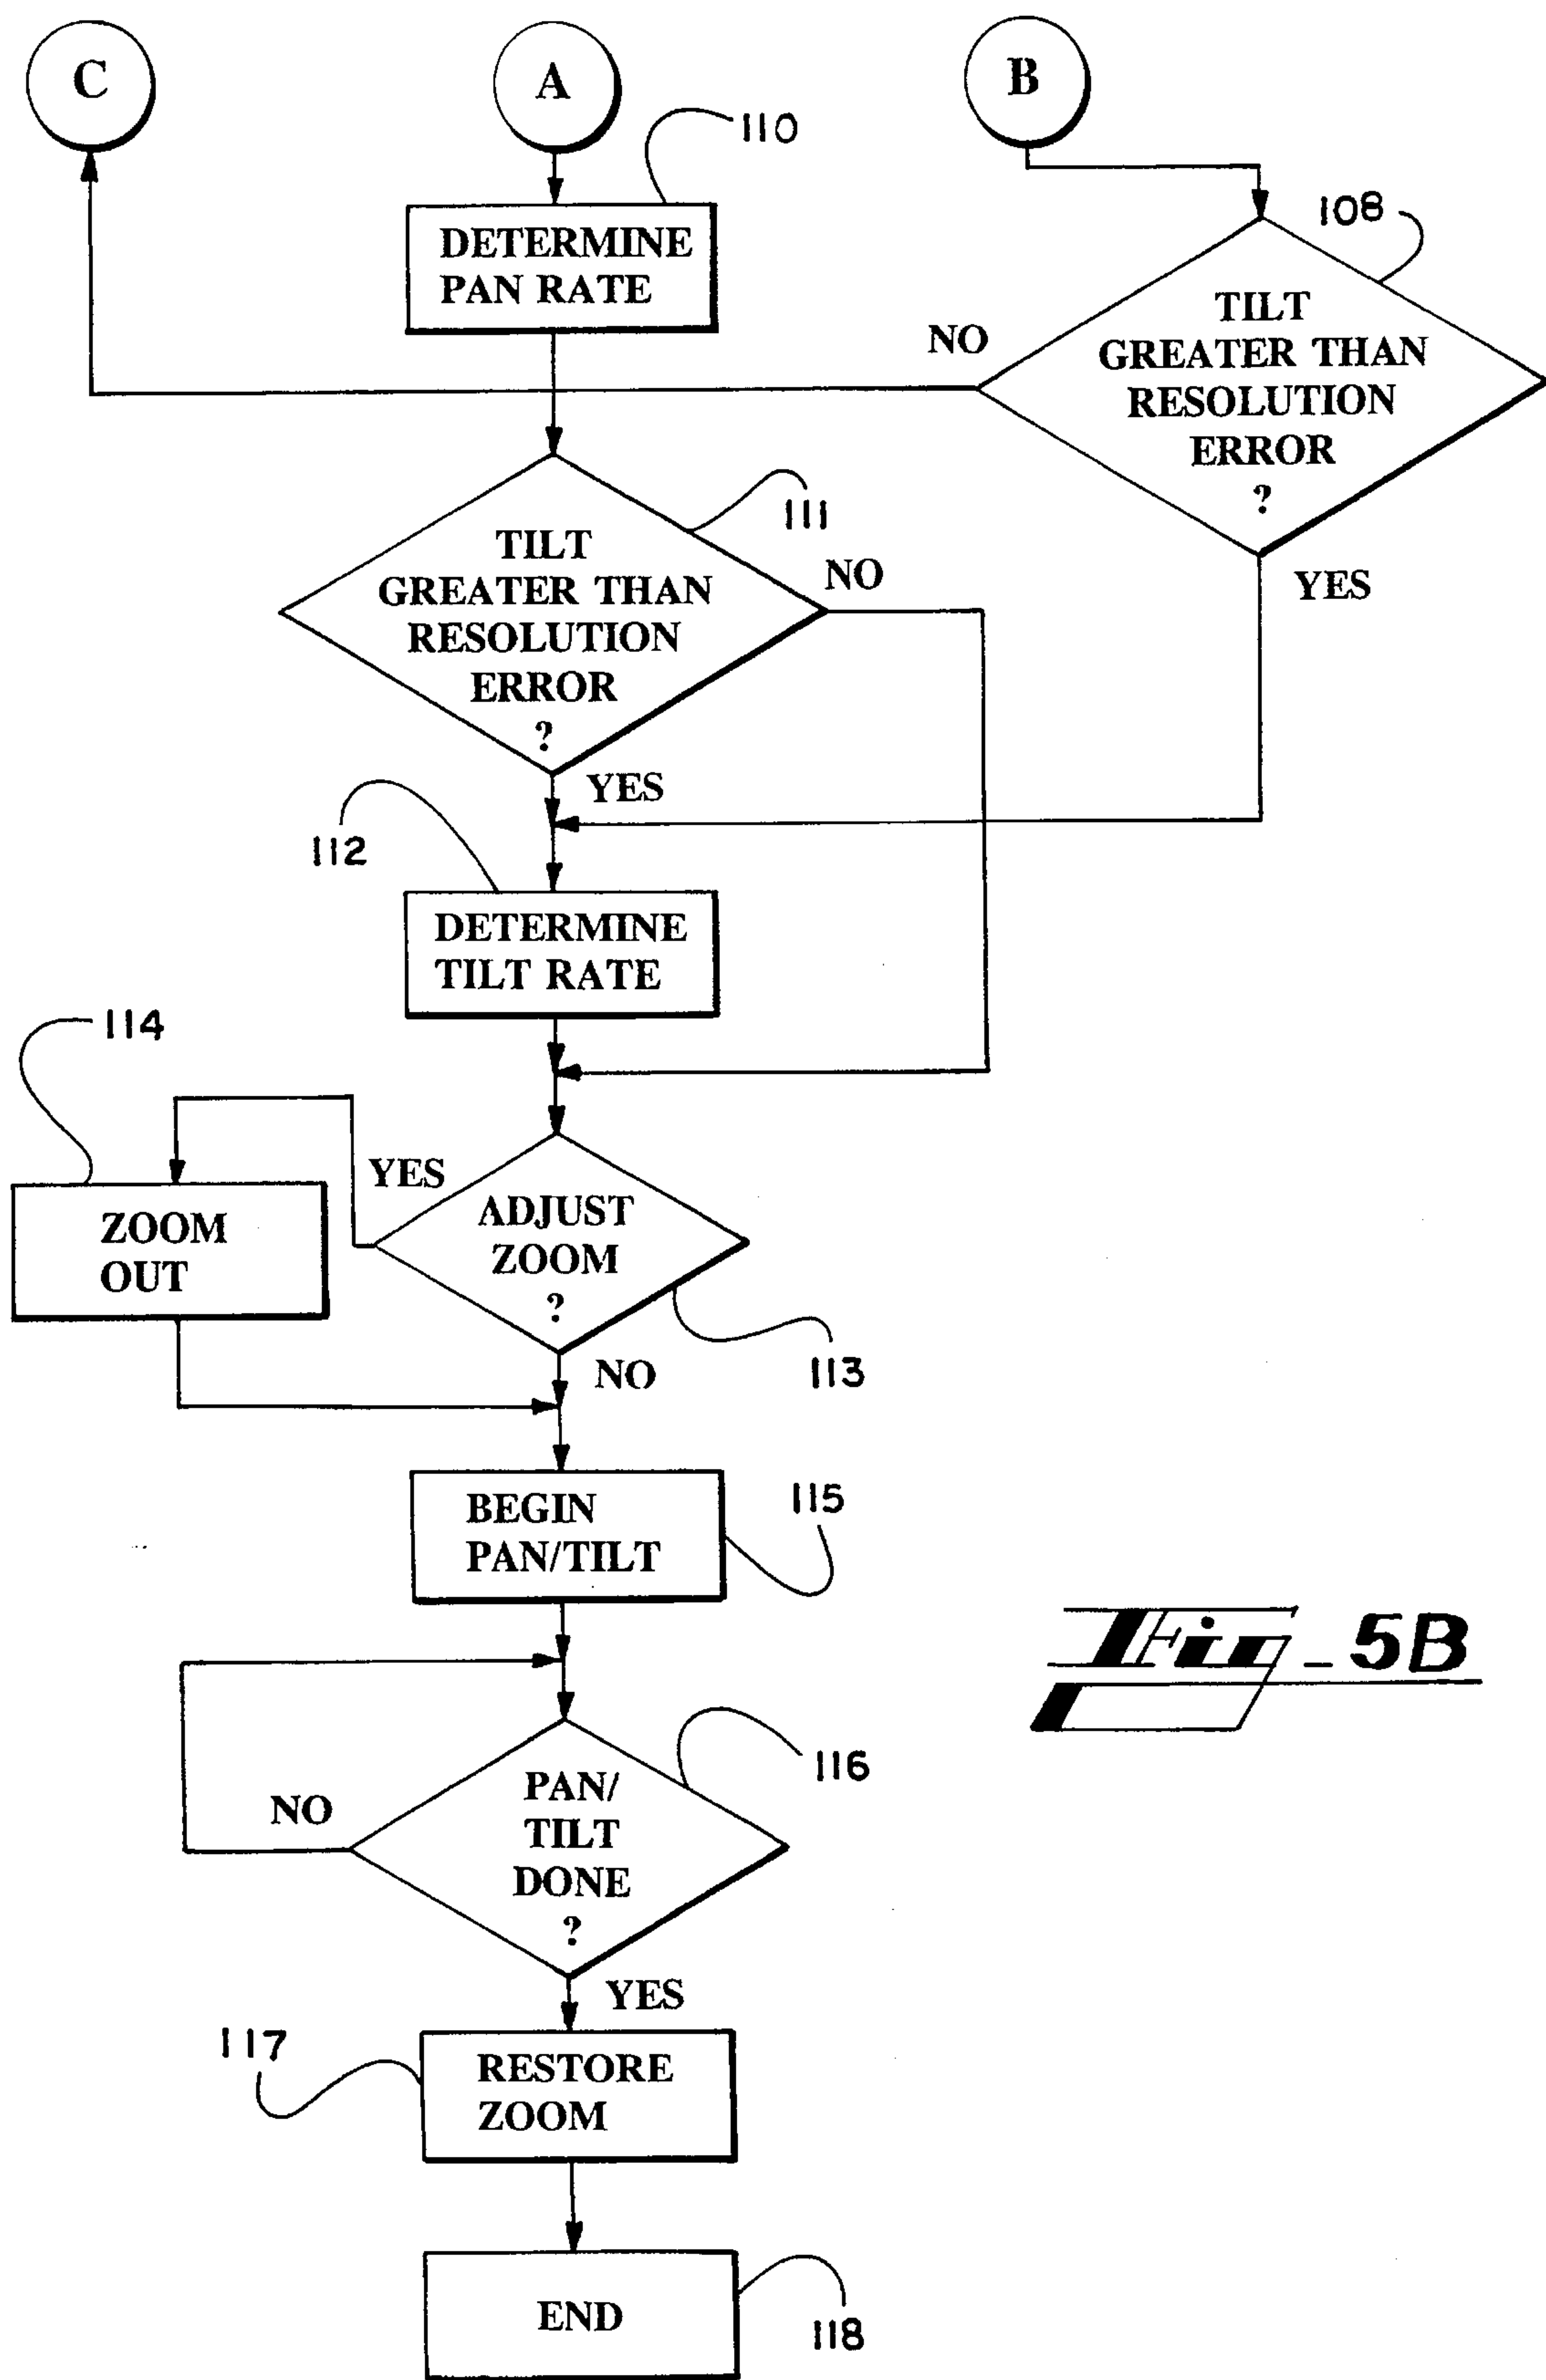 C
A
B
110
DETERMINE
PAN RATE
108
TILT
GREATER THAN
RESOLUTION
ERROR
?
NO
YES
111
TILT
GREATER THAN
RESOLUTION
ERROR
?
NO
YES
112
DETERMINE
TILT RATE
114
YES
ZOOM
OUT
ADJUST
ZOOM
?
NO
113
BEGIN
PAN/TILT
115
116
PAN/
TILT
DONE
?
NO
YES
117
RESTORE
ZOOM
END
118
Fig_5B